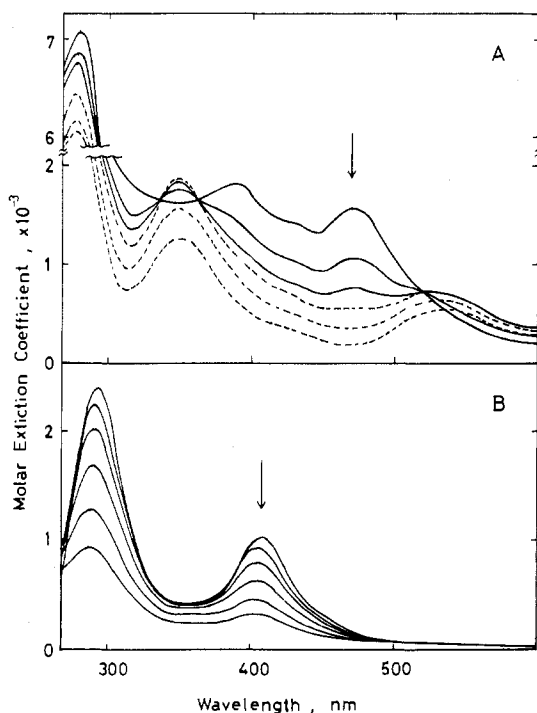 7
A
6
2
1
0
B
2
1
0
Molar Extiction Coefficient , x10⁻³
300
400
500
Wavelength , nm